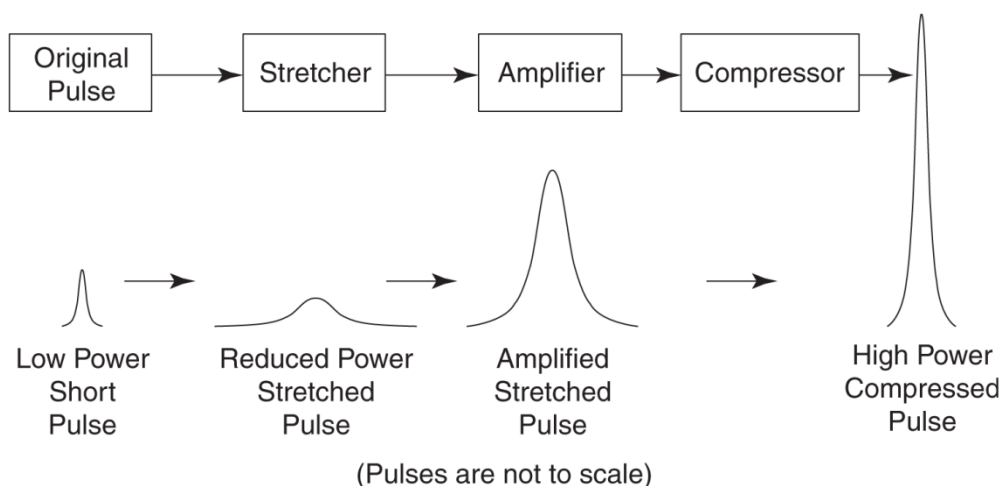 Original
Pulse
Stretcher
Amplifier
Compressor
Low Power
Short
Pulse
Reduced Power
Stretched
Pulse
Amplified
Stretched
Pulse
High Power
Compressed
Pulse
(Pulses are not to scale)